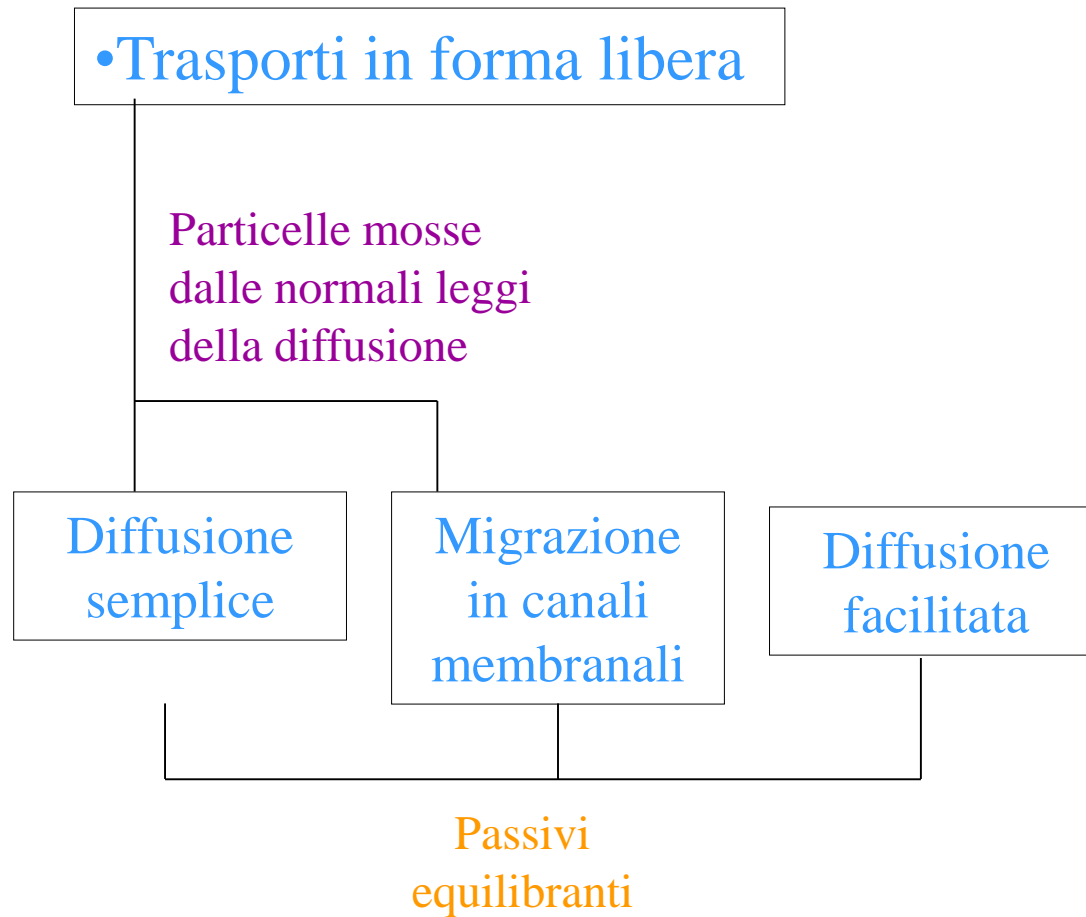 •Trasporti in forma libera
Particelle mosse
dalle normali leggi
della diffusione
Diffusione
semplice
Migrazione
in canali
membranali
Diffusione
facilitata
Passivi
equilibranti